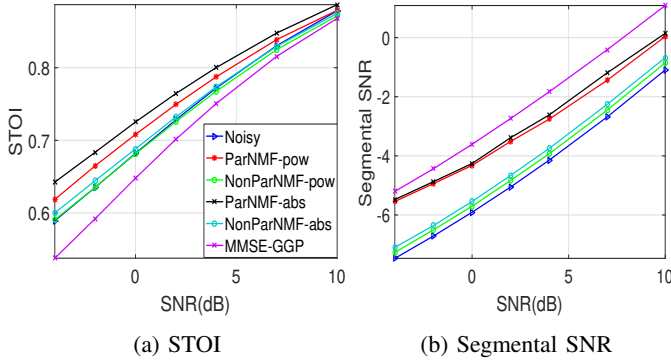 0.8
0.7
0.6
STOI
0
5
10
SNR(dB)
Noisy
ParNMF-pow
NonParNMF-pow
ParNMF-abs
NonParNMF-abs
MMSE-GGP
(a) STOI
0
-2
-4
-6
Segmental SNR
0
5
10
SNR(dB)
(b) Segmental SNR